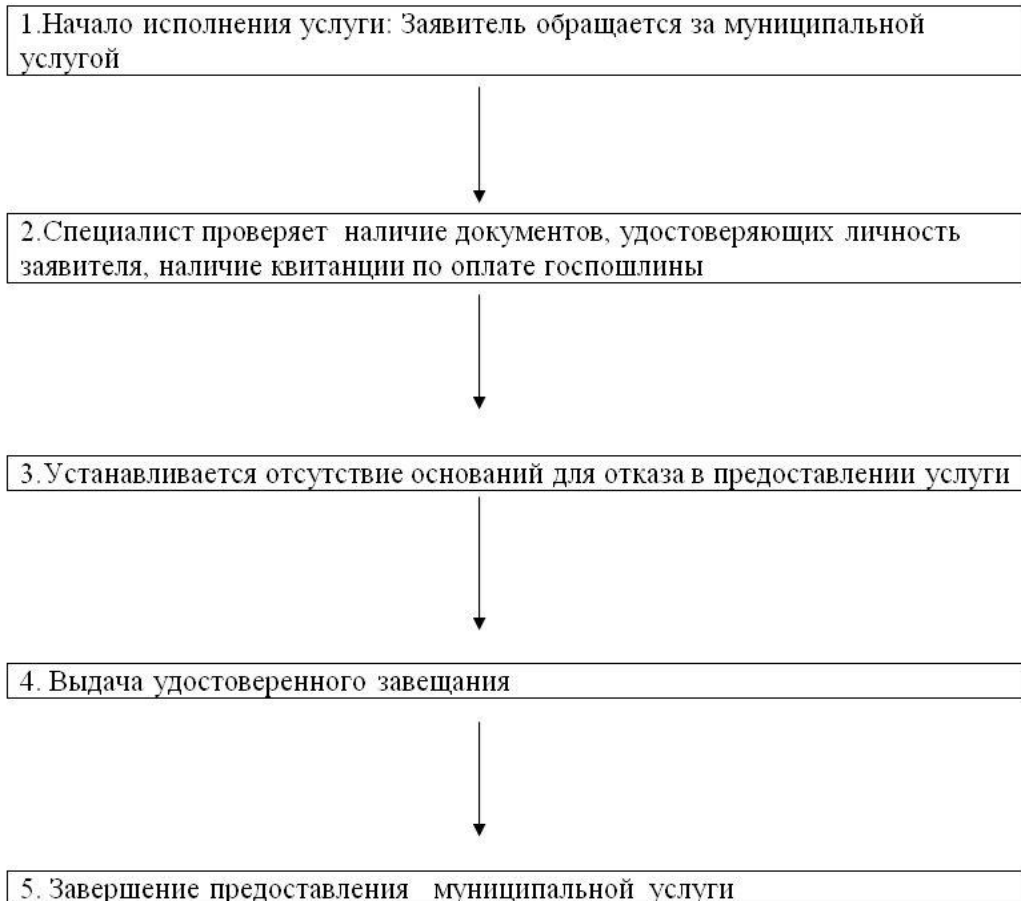 1.Начало исполнения услуги: Заявитель обращается за муниципальной
услугой
2.Специалист проверяет наличие документов, удостоверяющих личность
заявителя, наличие квитанции по оплате госпошлины
3.Устанавливается отсутствие оснований для отказа в предоставлении услуги
4. Выдача удостоверенного завещания
5. Завершение предоставления муниципальной услуги